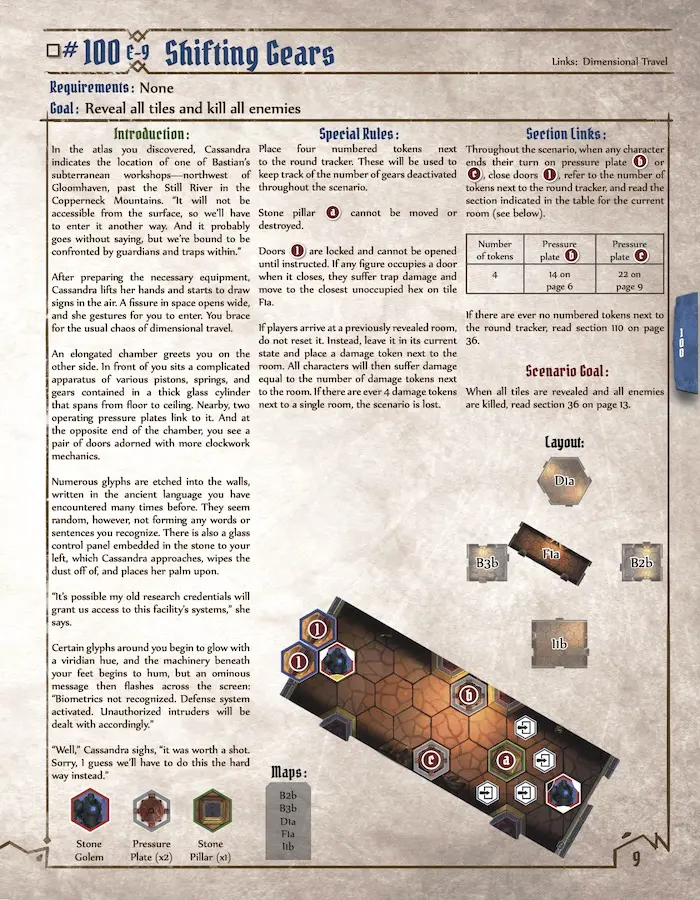 # 100 E-9 Shifting Gears
Links: Dimensional Travel
Requirements: None
Goal: Reveal all tiles and kill all enemies
Introduction:
In the atlas you discovered, Cassandra
indicates the location of one of Bastian's
subterranean workshops—northwest of
Gloomhaven, past the Still River in the
Copperneck Mountains. "It will not be
accessible from the surface, so we'll have
to enter it another way. And it probably
goes without saying, but we're bound to be
confronted by guardians and traps within."
After preparing the necessary equipment,
Cassandra lifts her hands and starts to draw
signs in the air. A fissure in space opens wide,
and she gestures for you to enter. You brace
for the usual chaos of dimensional travel.
An elongated chamber greets you on the
other side. In front of you sits a complicated
apparatus of various pistons, springs, and
gears contained in a thick glass cylinder
that spans from floor to ceiling. Nearby, two
operating pressure plates link to it. And at
the opposite end of the chamber, you see a
pair of doors adorned with more clockwork
mechanics.
Numerous glyphs are etched into the walls,
written in the ancient language you have
encountered many times before. They seem
random, however, not forming any words or
sentences you recognize. There is also a glass
control panel embedded in the stone to your
left, which Cassandra approaches, wipes the
dust off of, and places her palm upon.
"It's possible my old research credentials will
grant us access to this facility's systems," she
says.
Certain glyphs around you begin to glow with
a viridian hue, and the machinery beneath
your feet begins to hum, but an ominous
message then flashes across the screen:
"Biometrics not recognized. Defense system
activated. Unauthorized intruders will be
dealt with accordingly."
"Well," Cassandra sighs, "it was worth a shot.
Sorry, I guess we'll have to do this the hard
way instead."
Special Rules:
Place four numbered tokens next
to the round tracker. These will be used to
keep track of the number of gears deactivated
throughout the scenario.
Stone pillar a cannot be moved or
destroyed.
Doors 1 are locked and cannot be opened
until instructed. If any figure occupies a door
when it closes, they suffer trap damage and
move to the closest unoccupied hex on tile
F1a.
If players arrive at a previously revealed room,
do not reset it. Instead, leave it in its current
state and place a damage token next to the
room. All characters will then suffer damage
equal to the number of damage tokens next
to the room. If there are ever 4 damage tokens
next to a single room, the scenario is lost.
Section Links:
Throughout the scenario, when any character
ends their turn on pressure plate b or
c, close doors 1, refer to the number of
tokens next to the round tracker, and read the
section indicated in the table for the current
room (see below).
Number of tokens
Pressure plate b
Pressure plate c
4
14 on page 6
22 on page 9
If there are ever no numbered tokens next to
the round tracker, read section 110 on page
36.
Scenario Goal:
When all tiles are revealed and all enemies
are killed, read section 36 on page 13.
100
Layout:
D1a
F1a
B3b
B2b
I1b
1
1
b
c
a
Maps:
B2b
B3b
D1a
F1a
I1b
Stone Golem
Pressure Plate (x2)
Stone Pillar (x1)
9